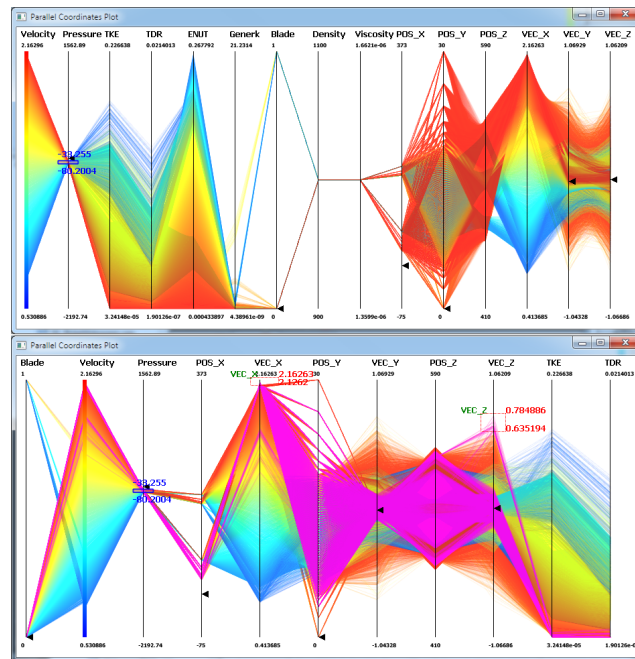 Parallel Coordinates Plot
Velocity Pressure TKE TDR ENUT Generk Blade Density Viscosity POS_X POS_Y POS_Z VEC_X VEC_Y VEC_Z
2.16296 1562.89 0.226638 0.0214013 0.267792 21.2314 1 1100 1.6621e-06 373 30 590 2.16263 1.06929 1.06209
-33.255
-80.2004
0.530886 -2192.74 3.24148e-05 1.90126e-07 0.000433897 4.38961e-09 0 900 1.3599e-06 -75 0 410 0.413685 -1.04328 -1.06686
Parallel Coordinates Plot
Blade Velocity Pressure POS_X VEC_X POS_Y VEC_Y POS_Z VEC_Z TKE TDR
1 2.16296 1562.89 373 2.16263 30 1.06929 590 1.06209 0.226638 0.0214013
VEC_X 2.16263
2.1262
VEC_Z 0.784886
0.635194
-33.255
-80.2004
0 0.530886 -2192.74 -75 0.413685 0 -1.04328 410 -1.06686 3.24148e-05 1.90126e-07